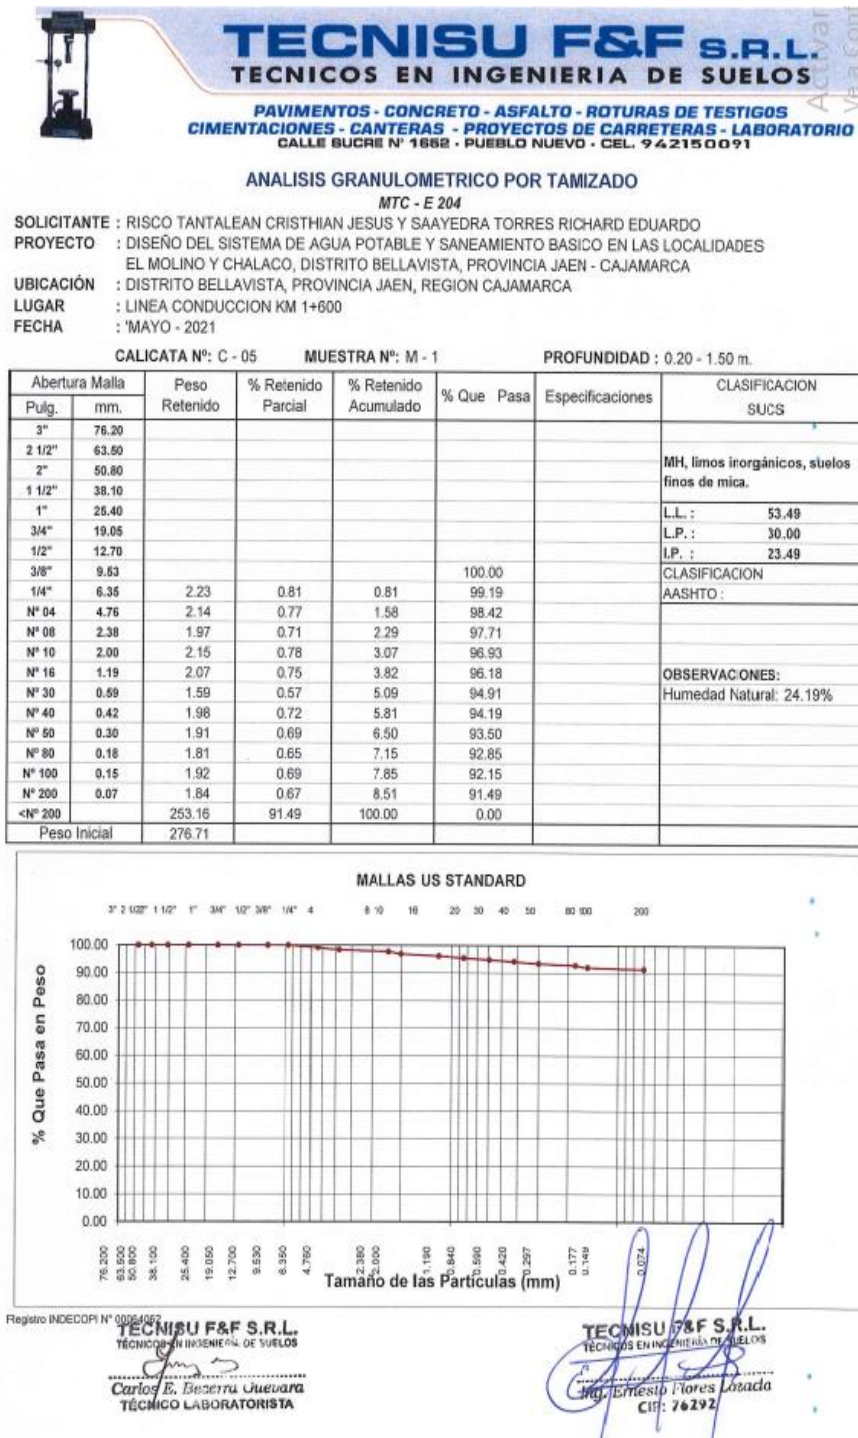 TECNISU F&F S.R.L.
TECNICOS EN INGENIERIA DE SUELOS
PAVIMENTOS - CONCRETO - ASFALTO - ROTURAS DE TESTIGOS
CIMENTACIONES - CANTERAS - PROYECTOS DE CARRETERAS - LABORATORIO
CALLE SUCRE N° 1652 - PUEBLO NUEVO - CEL. 942150091
Activar
ANALISIS GRANULOMETRICO POR TAMIZADO
MTC - E 204
SOLICITANTE : RISCO TANTALEAN CRISTHIAN JESUS Y SAAYEDRA TORRES RICHARD EDUARDO
PROYECTO : DISEÑO DEL SISTEMA DE AGUA POTABLE Y SANEAMIENTO BASICO EN LAS LOCALIDADES
EL MOLINO Y CHALACO, DISTRITO BELLAVISTA, PROVINCIA JAEN - CAJAMARCA
UBICACIÓN : DISTRITO BELLAVISTA, PROVINCIA JAEN, REGION CAJAMARCA
LUGAR : LINEA CONDUCCION KM 1+600
FECHA : 'MAYO - 2021
CALICATA Nº: C - 05 MUESTRA Nº: M - 1 PROFUNDIDAD : 0.20 - 1.50 m.
Abertura Malla Peso Retenido % Retenido Parcial % Retenido Acumulado % Que Pasa Especificaciones CLASIFICACION SUCS
Pulg. mm.
3" 76.20
2 1/2" 63.50
2" 50.80
1 1/2" 38.10
1" 25.40
3/4" 19.05
1/2" 12.70
3/8" 9.53 100.00
1/4" 6.35 2.23 0.81 0.81 99.19
N° 04 4.76 2.14 0.77 1.58 98.42
N° 08 2.38 1.97 0.71 2.29 97.71
N° 10 2.00 2.15 0.78 3.07 96.93
N° 16 1.19 2.07 0.75 3.82 96.18
N° 30 0.59 1.59 0.57 5.09 94.91
N° 40 0.42 1.98 0.72 5.81 94.19
N° 50 0.30 1.91 0.69 6.50 93.50
N° 80 0.18 1.81 0.65 7.15 92.85
N° 100 0.15 1.92 0.69 7.85 92.15
N° 200 0.07 1.84 0.67 8.51 91.49
<N° 200 253.16 91.49 100.00 0.00
Peso Inicial 276.71
MH, limos inorgánicos, suelos
finos de mica.
L.L. : 53.49
L.P. : 30.00
I.P. : 23.49
CLASIFICACION
AASHTO :
OBSERVACIONES:
Humedad Natural: 24.19%
MALLAS US STANDARD
3" 2 1/2" 2" 1 1/2" 1" 3/4" 1/2" 3/8" 1/4" 4 8 10 16 20 30 40 50 80 100 200
% Que Pasa en Peso
100.00
90.00
80.00
70.00
60.00
50.00
40.00
30.00
20.00
10.00
0.00
76.200 63.500 50.800 38.100 25.400 19.050 12.700 9.530 6.350 4.760 2.380 2.000 1.190 0.840 0.590 0.420 0.297 0.177 0.149 0.074
Tamaño de las Partículas (mm)
Registro INDECOPI N° 00064062
TECNISU F&F S.R.L.
TÉCNICOS EN INGENIERIA DE SUELOS
Carlos E. Becerra Guevara
TÉCNICO LABORATORISTA
TECNISU F&F S.R.L.
TÉCNICOS EN INGENIERIA DE SUELOS
Ing. Ernesto Flores Lozada
CIP: 76292